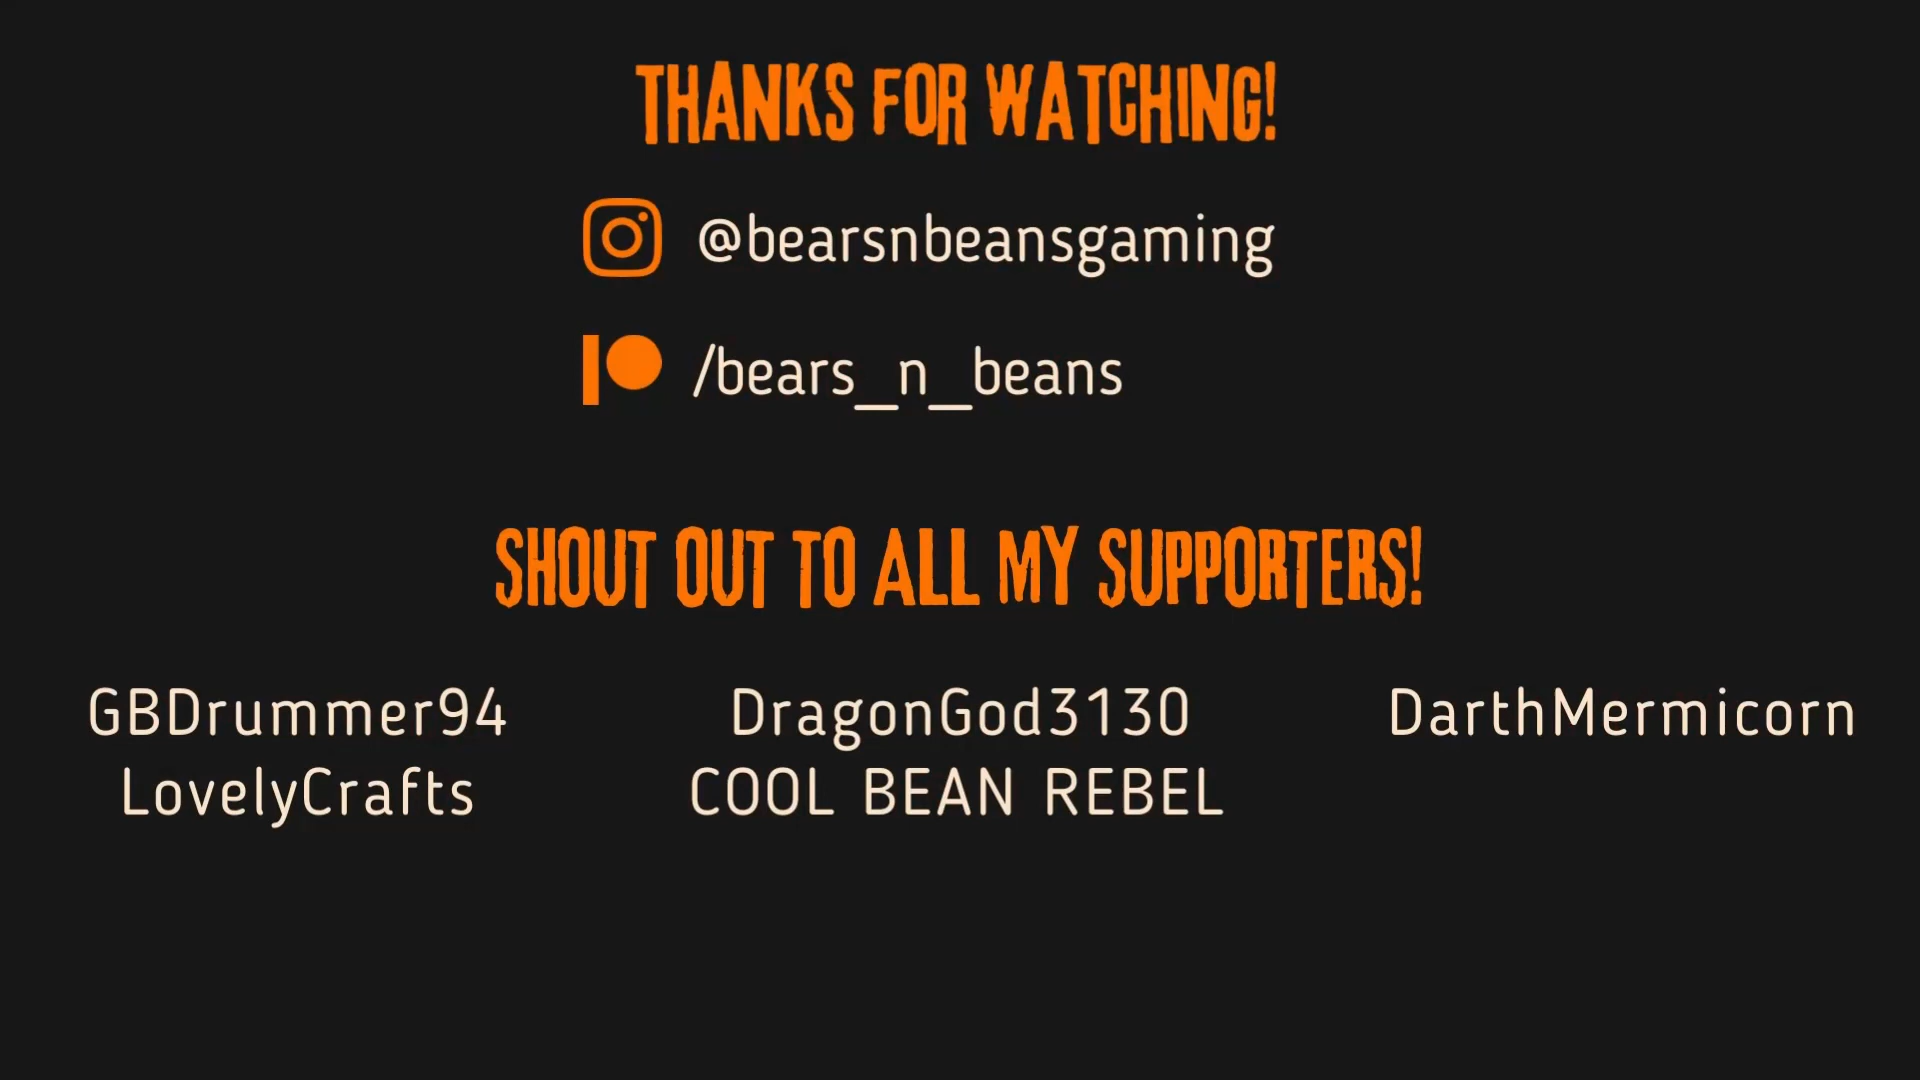 THANKS FOR WATCHING!
@bearsnbeansgaming
/bears_n_beans
SHOUT OUT TO ALL MY SUPPORTERS!
GBDrummer94 DragonGod3130 DarthMermicorn
LovelyCrafts COOL BEAN REBEL